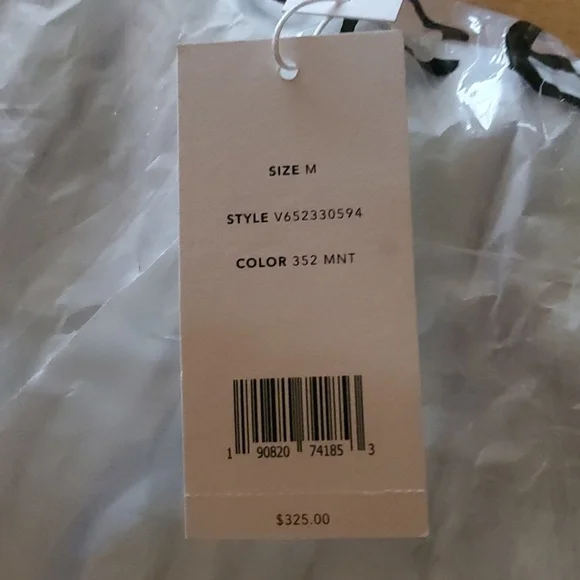 SIZE M
STYLE V652330594
COLOR 352 MNT
1 90820 74185 3
$325.00